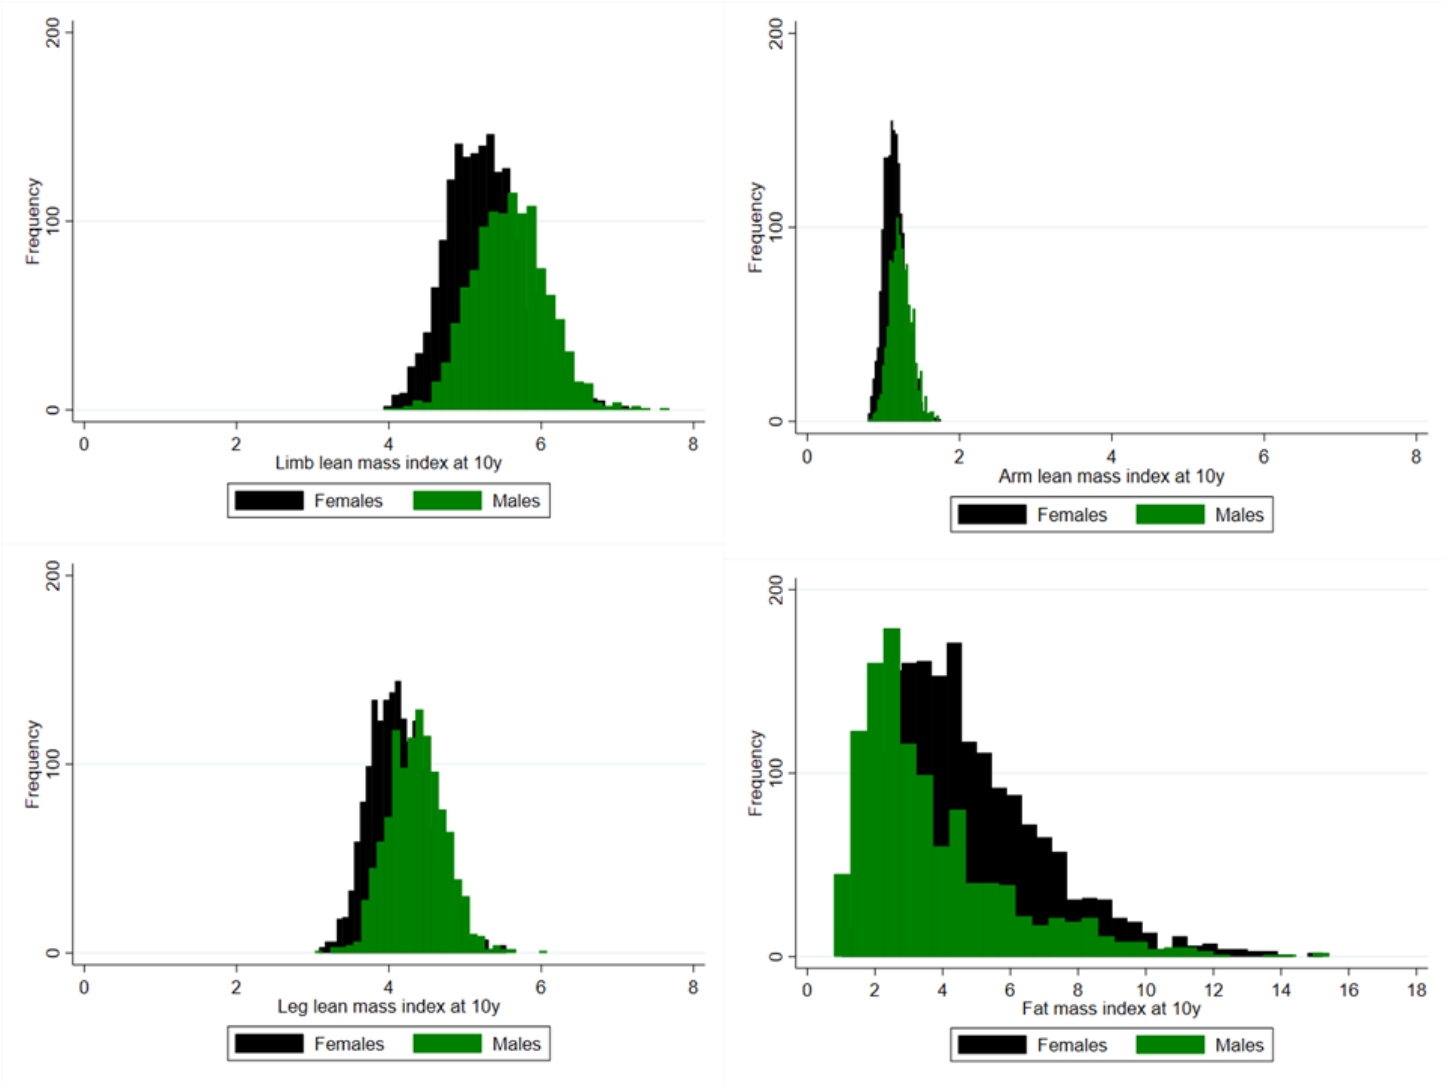 200
100
0
Frequency
0 2 4 6 8
Limb lean mass index at 10y
Females Males
200
100
0
Frequency
0 2 4 6 8
Arm lean mass index at 10y
Females Males
200
100
0
Frequency
0 2 4 6 8
Leg lean mass index at 10y
Females Males
200
100
0
Frequency
0 2 4 6 8 10 12 14 16 18
Fat mass index at 10y
Females Males